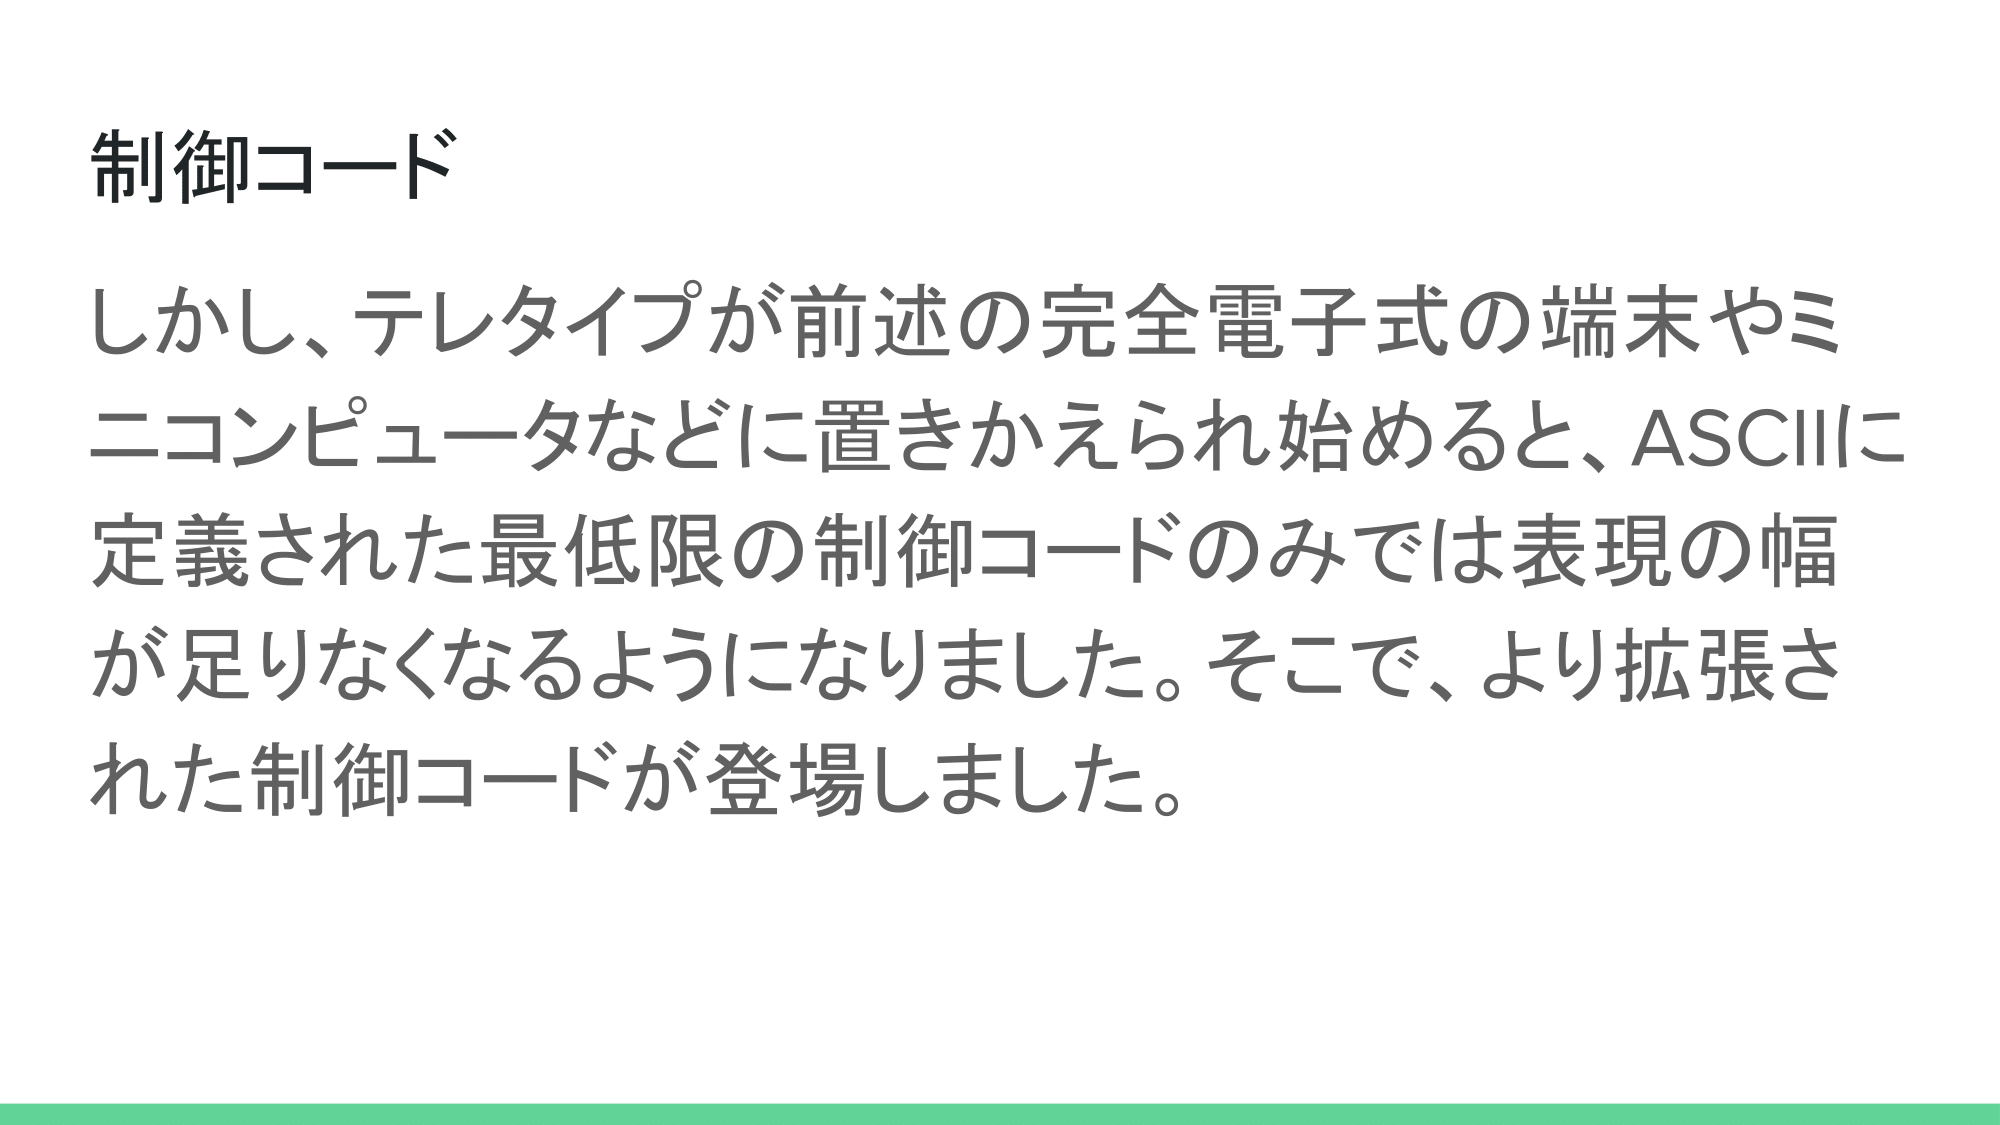 制御コード
しかし、テレタイプが前述の完全電子式の端末やミ
ニコンピュータなどに置きかえられ始めると、ASCIIに
定義された最低限の制御コードのみでは表現の幅
が足りなくなるようになりました。そこで、より拡張さ
れた制御コードが登場しました。